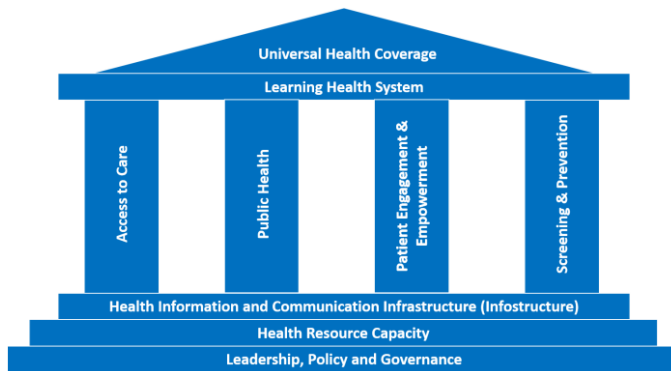 Universal Health Coverage
Learning Health System
Access to Care
Public Health
Patient Engagement &
Empowerment
Screening & Prevention
Health Information and Communication Infrastructure (Infostructure)
Health Resource Capacity
Leadership, Policy and Governance